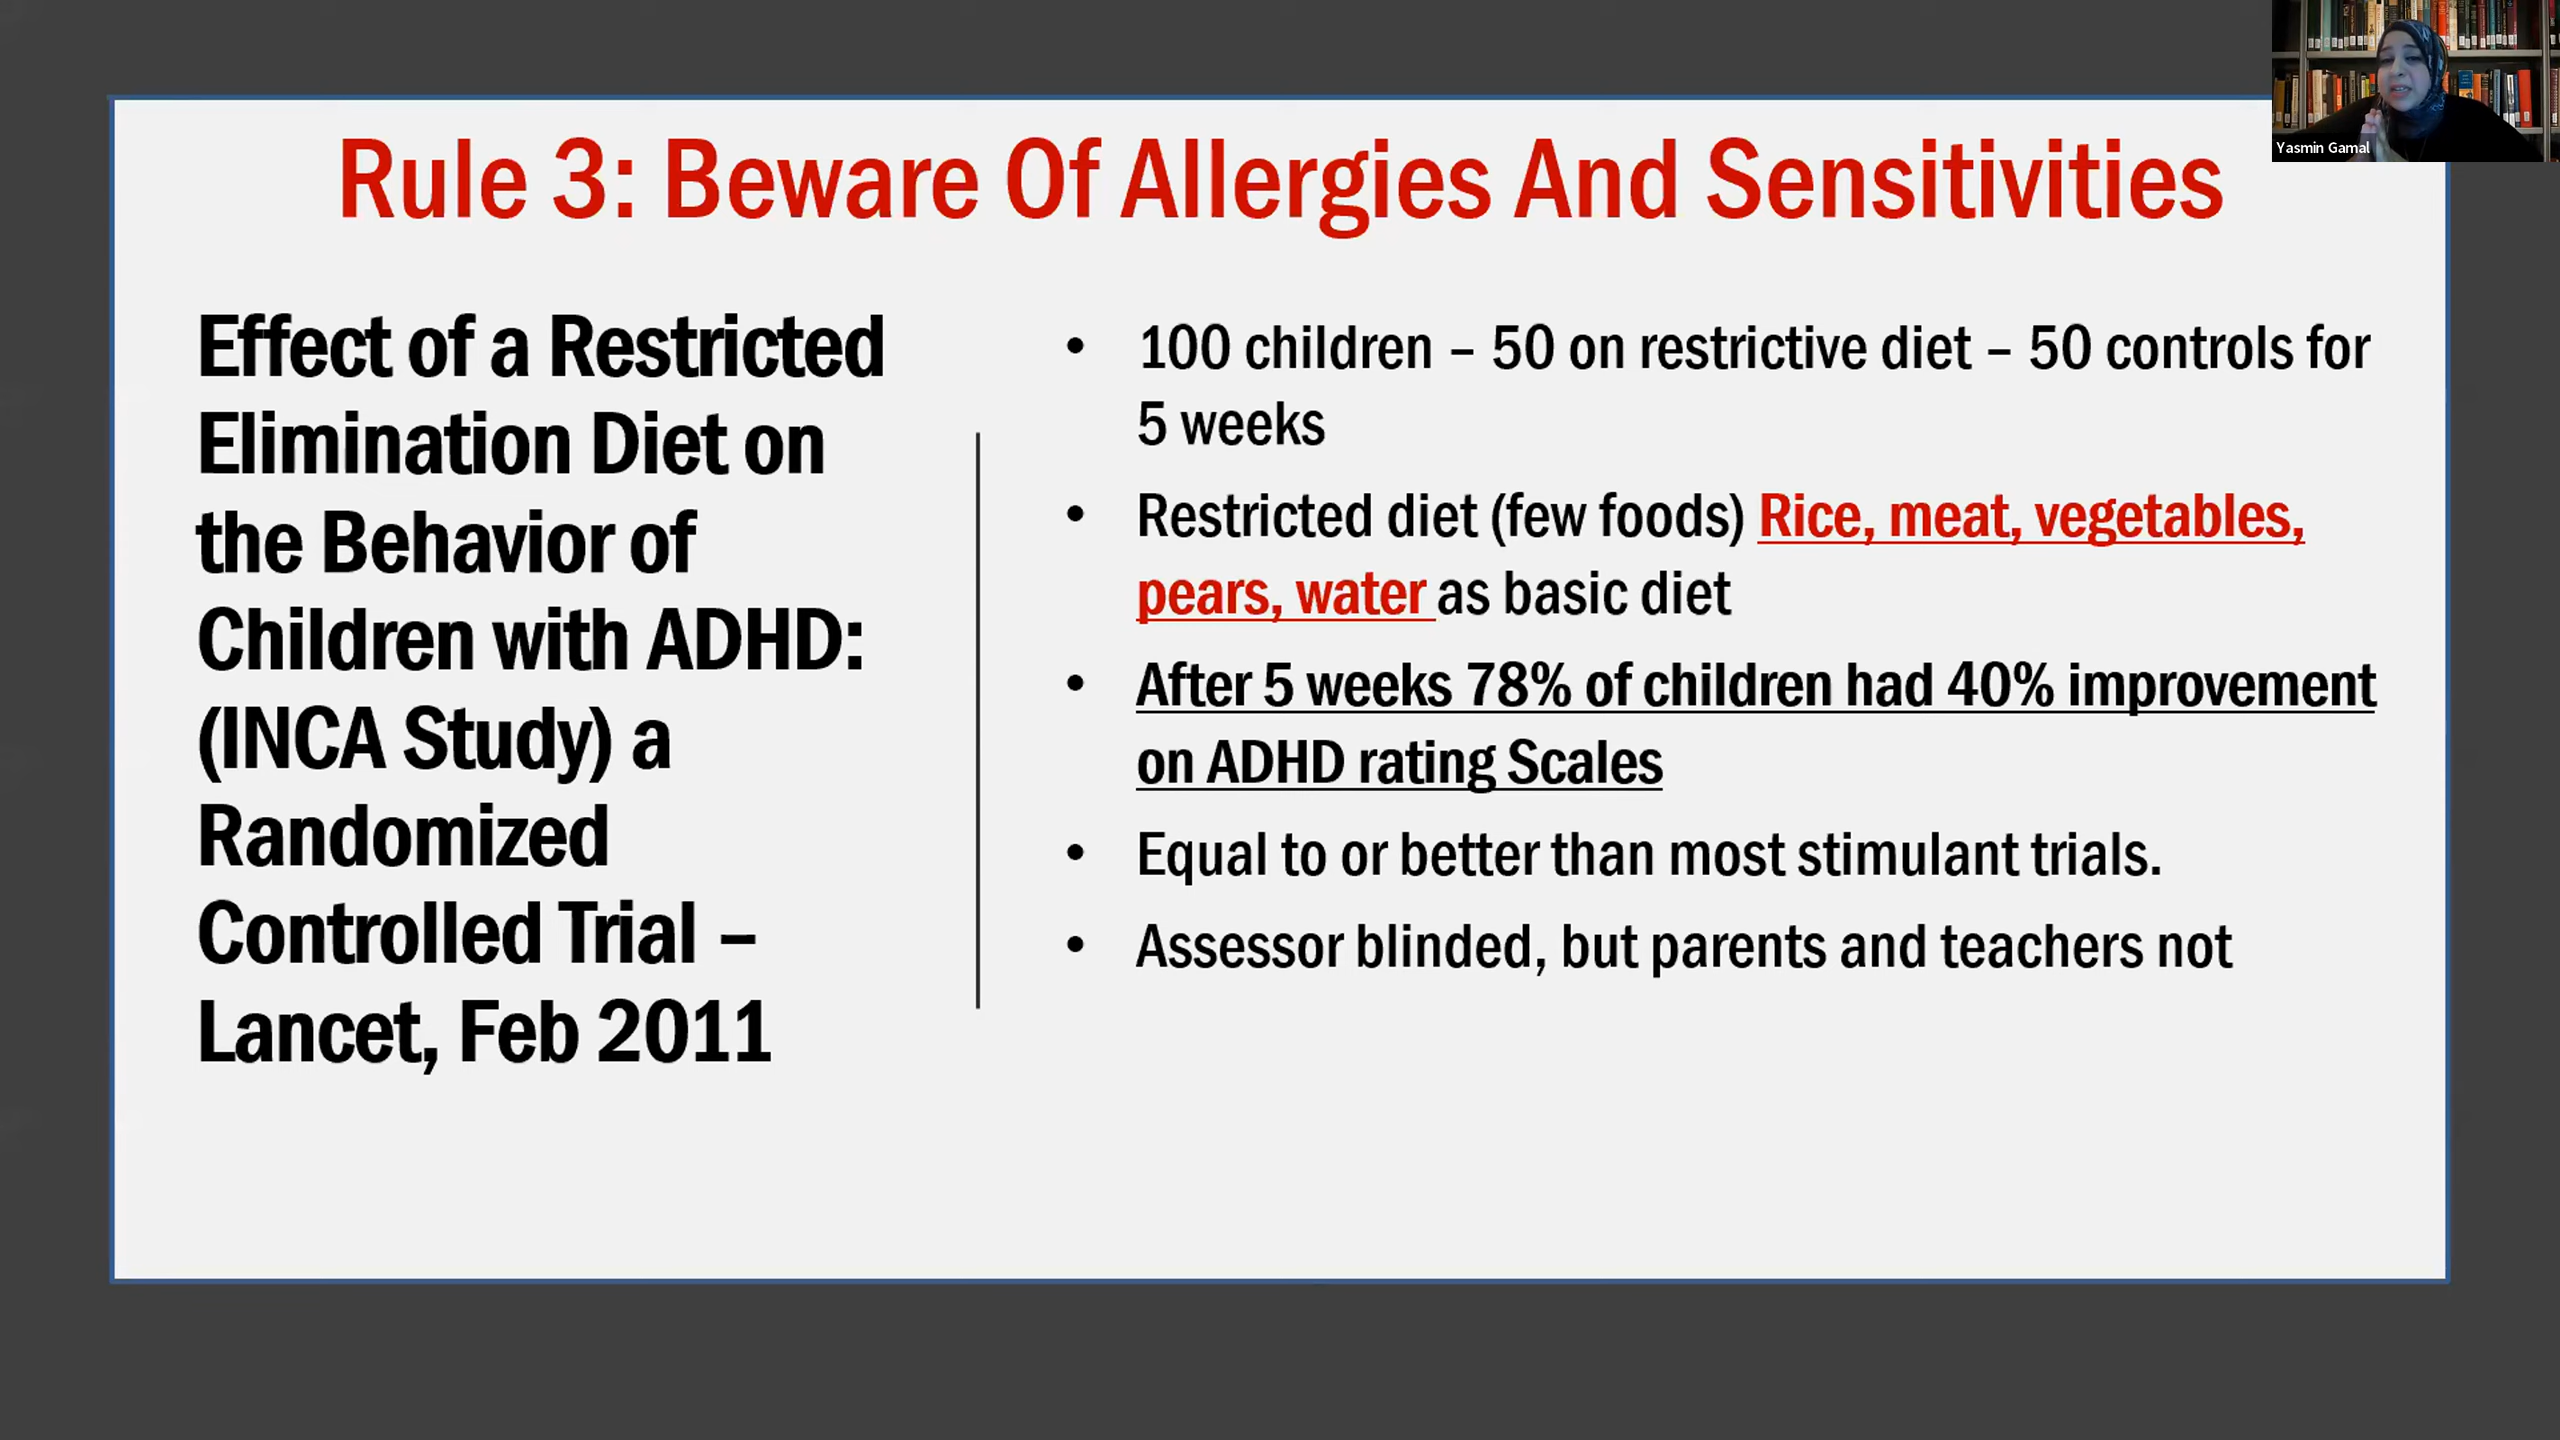 Yasmin Gamal
Rule 3: Beware Of Allergies And Sensitivities
Effect of a Restricted
Elimination Diet on
the Behavior of
Children with ADHD:
(INCA Study) a
Randomized
Controlled Trial –
Lancet, Feb 2011
• 100 children – 50 on restrictive diet – 50 controls for
5 weeks
• Restricted diet (few foods) Rice, meat, vegetables,
pears, water as basic diet
• After 5 weeks 78% of children had 40% improvement
on ADHD rating Scales
• Equal to or better than most stimulant trials.
• Assessor blinded, but parents and teachers not